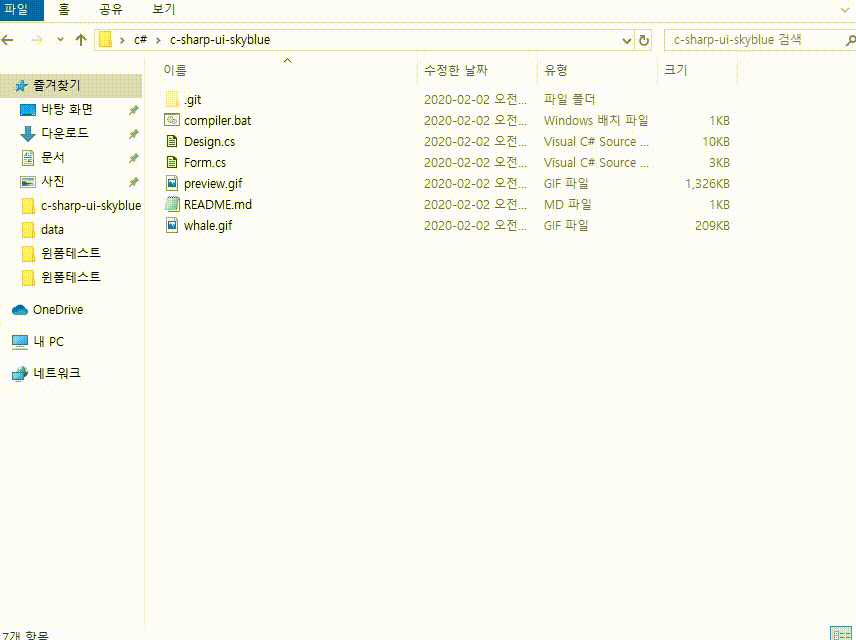 파일 홈 공유 보기
c# c-sharp-ui-skyblue c-sharp-ui-skyblue 검색
이름 수정한 날짜 유형 크기
즐겨찾기
바탕 화면
다운로드
문서
사진
c-sharp-ui-skyblue
data
윈폼테스트
윈폼테스트
OneDrive
내 PC
네트워크
.git 2020-02-02 오전... 파일 폴더
compiler.bat 2020-02-02 오전... Windows 배치 파일 1KB
Design.cs 2020-02-02 오전... Visual C# Source ... 10KB
Form.cs 2020-02-02 오전... Visual C# Source ... 3KB
preview.gif 2020-02-02 오전... GIF 파일 1,326KB
README.md 2020-02-02 오전... MD 파일 1KB
whale.gif 2020-02-02 오전... GIF 파일 209KB
7개 항목